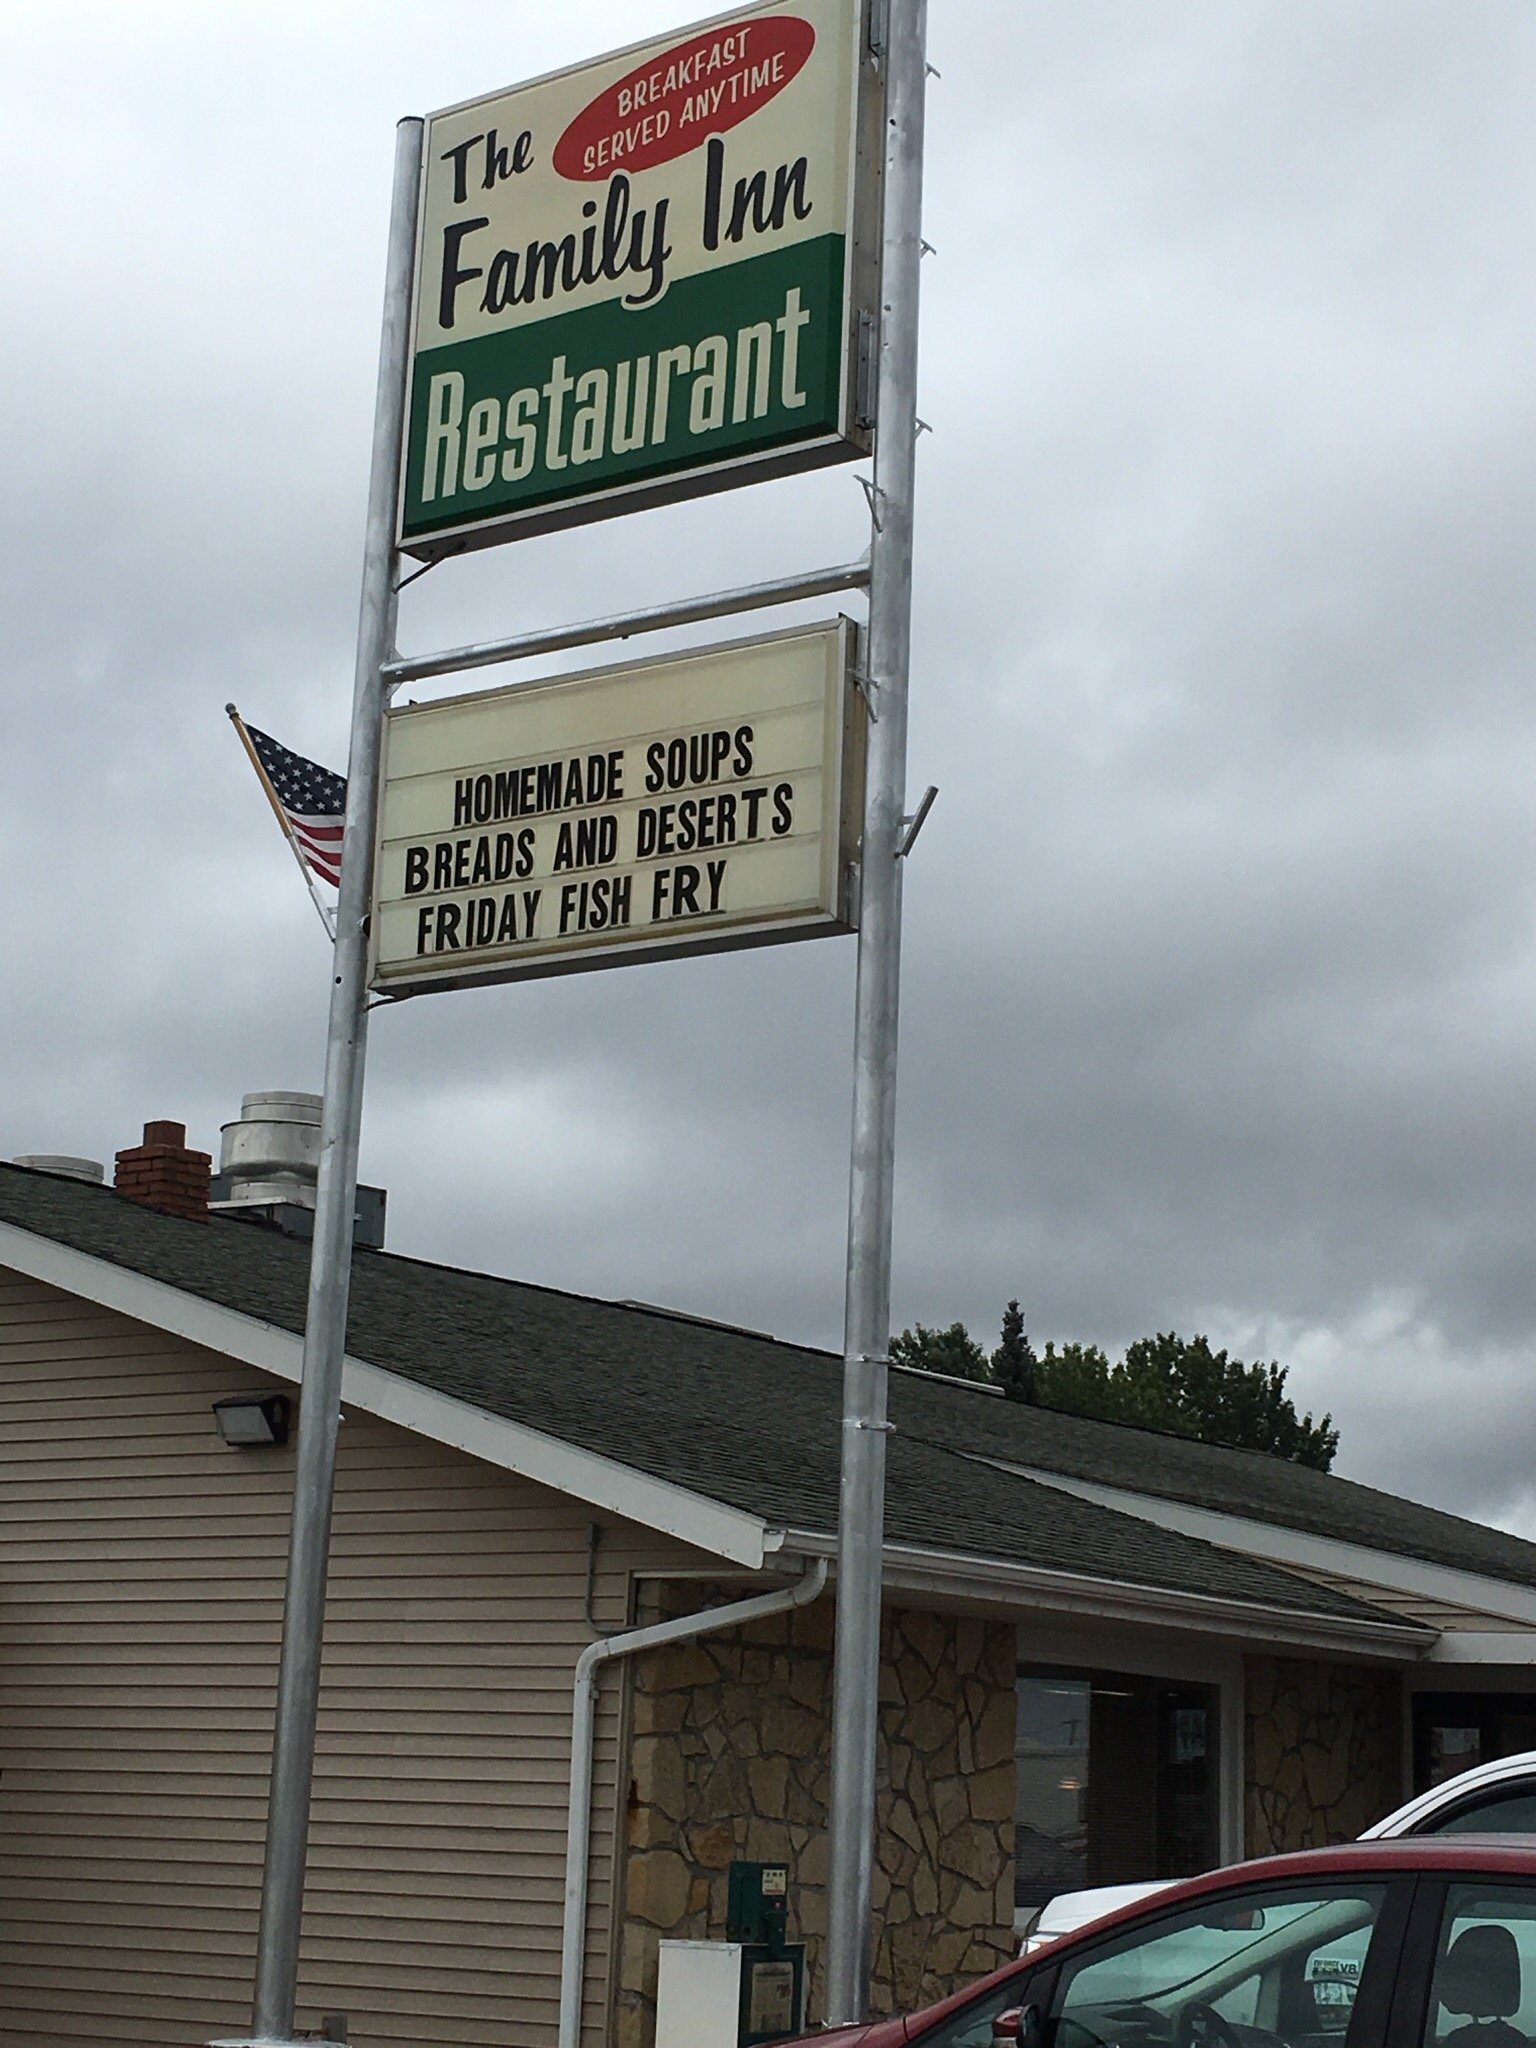 BREAKFAST
SERVED ANYTIME
The
Family Inn
Restaurant
HOMEMADE SOUPS
BREADS AND DESERTS
FRIDAY FISH FRY